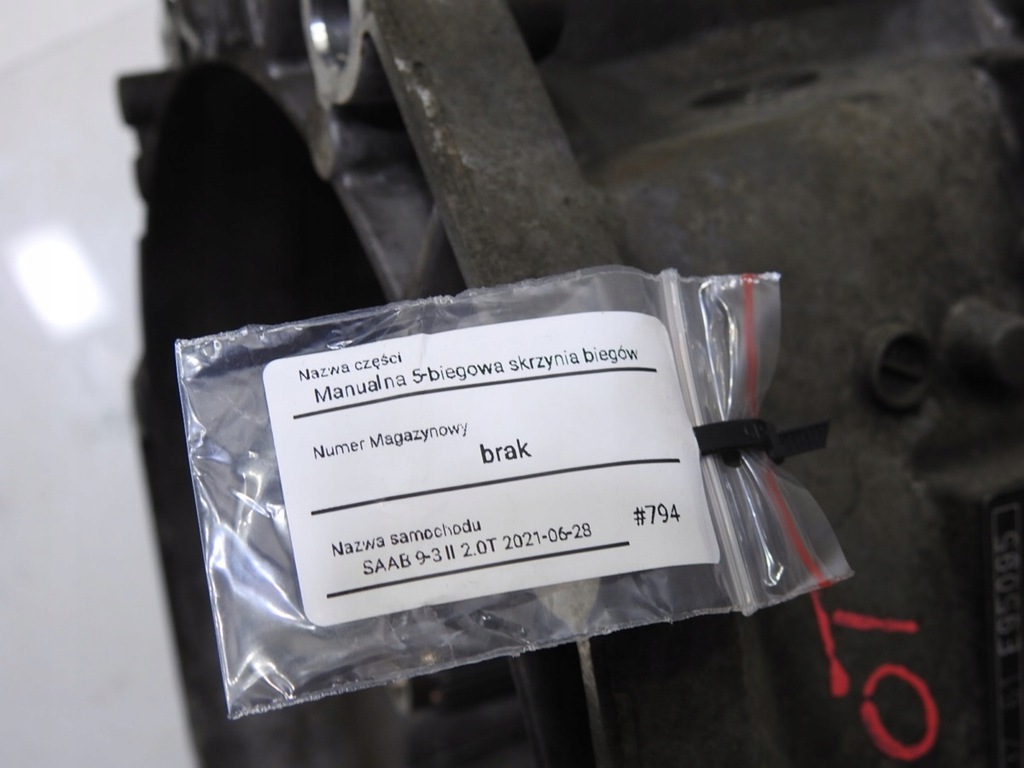 Nazwa części
Manualna 5-biegowa skrzynia biegów
Numer Magazynowy
brak
Nazwa samochodu
SAAB 9-3 II 2.0T 2021-06-28
#794
E95095